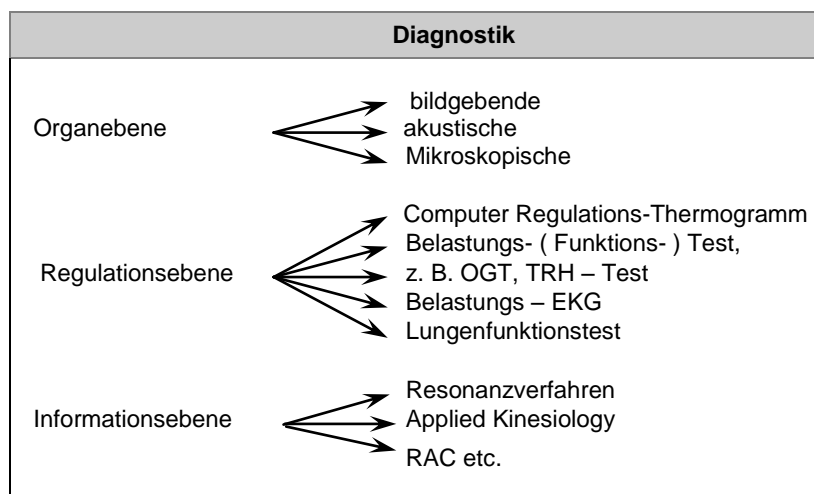 Diagnostik
Organebene
bildgebende
akustische
Mikroskopische
Regulationsebene
Computer Regulations-Thermogramm
Belastungs- ( Funktions- ) Test,
z. B. OGT, TRH – Test
Belastungs – EKG
Lungenfunktionstest
Informationsebene
Resonanzverfahren
Applied Kinesiology
RAC etc.